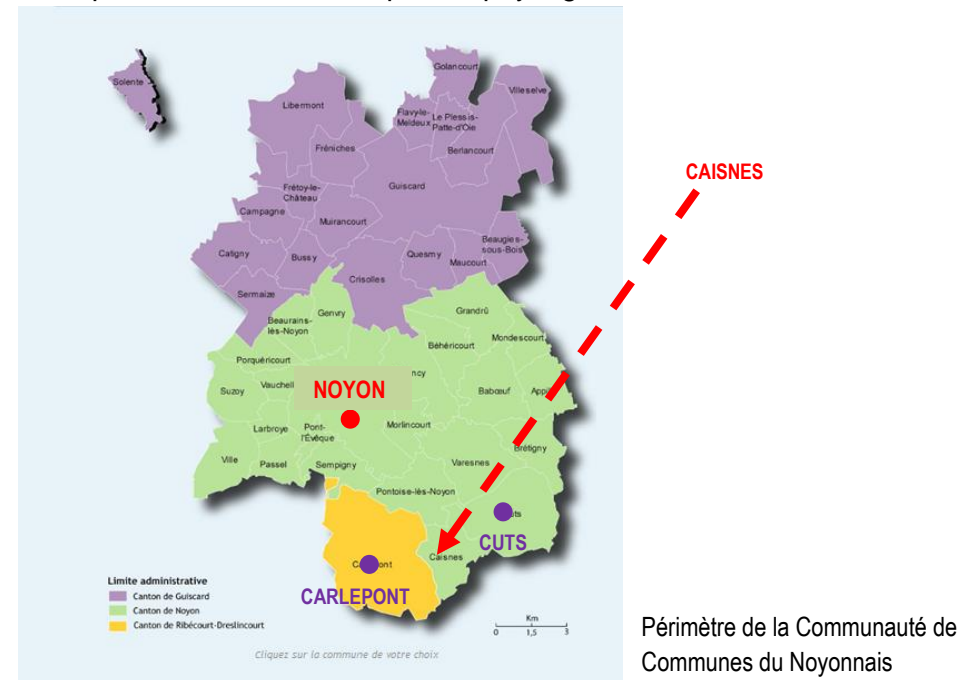 Solente
Golancourt
Villeselve
Libermont
Flavy-le-
Meldeux
Le Plessis-
Patte-d'Oie
Fréniches
Berlancourt
Frétoy-le-
Château
Guiscard
CAISNES
Campagne
Muirancourt
Beaugies-
sous-Bois
Catigny
Bussy
Quesmy
Maucourt
Crisolles
Sermaize
Genvry
Grandrû
Beaurains-
lès-Noyon
Mondescourt
Béhéricourt
Porquéricourt
Suzoy
NOYON
Babœuf
Larbroye
Pont-
l'Évêque
Morlincourt
Brétigny
Ville
Passel
Sempigny
Varesnes
Pontoise-lès-Noyon
CUTS
Caisnes
CARLEPONT
Limite administrative
Canton de Guiscard
Canton de Noyon
Canton de Ribécourt-Dreslincourt
Km
0 1,5 3
Cliquez sur la commune de votre choix
Périmètre de la Communauté de
Communes du Noyonnais